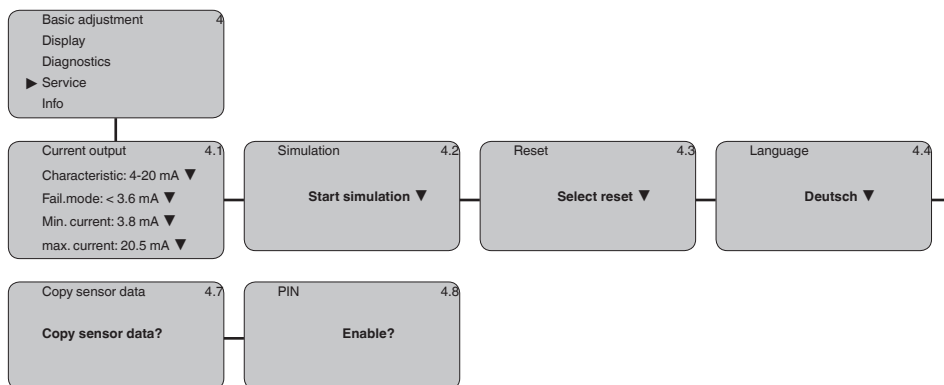 Basic adjustment 4
Display
Diagnostics
▶ Service
Info
Current output 4.1
Characteristic: 4-20 mA ▼
Fail.mode: < 3.6 mA ▼
Min. current: 3.8 mA ▼
max. current: 20.5 mA ▼
Simulation 4.2
Start simulation ▼
Reset 4.3
Select reset ▼
Language 4.4
Deutsch ▼
Copy sensor data 4.7
Copy sensor data?
PIN 4.8
Enable?